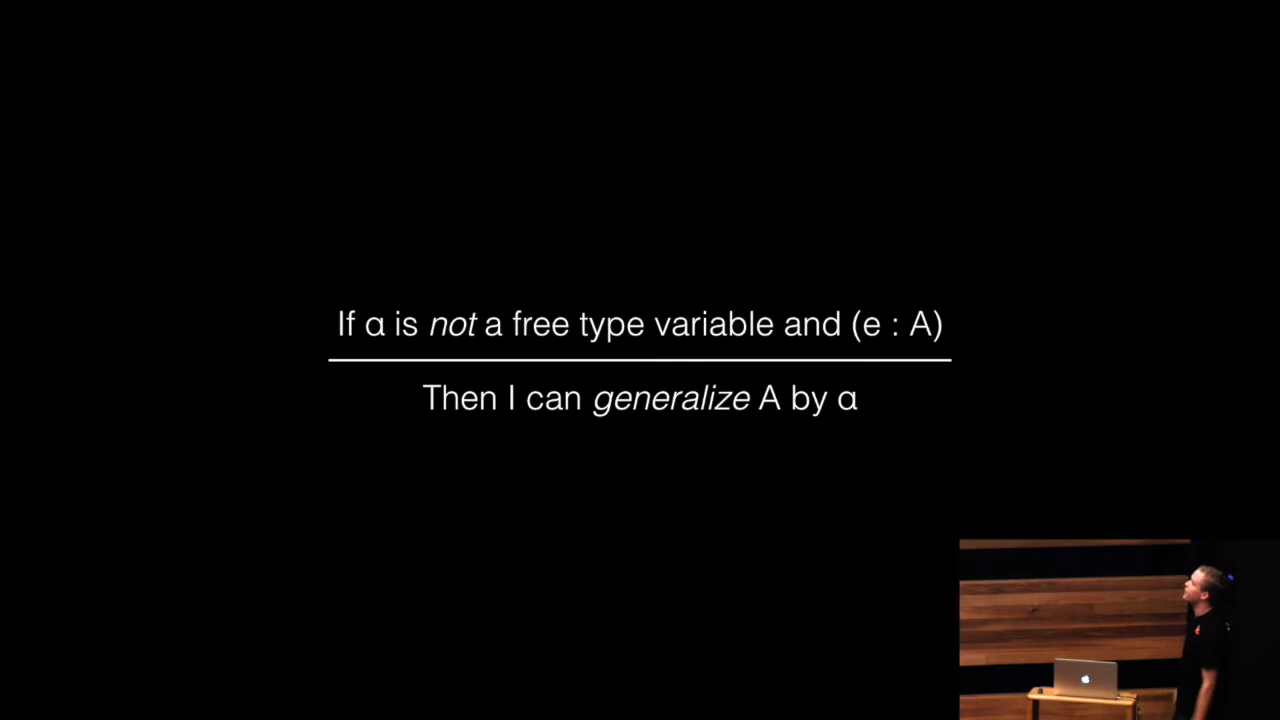 If α is not a free type variable and (e : A)
Then I can generalize A by α